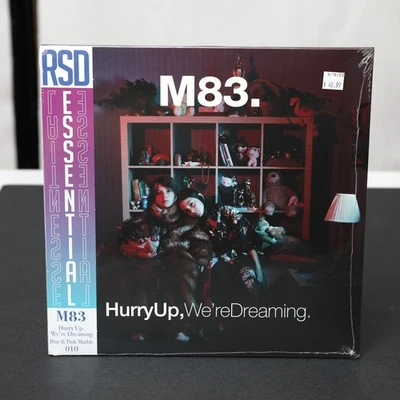 RSD
ESSENTIAL
M83
Hurry Up,
We're Dreaming
Blue & Pink Marble
010
M83.
HurryUp,We'reDreaming.